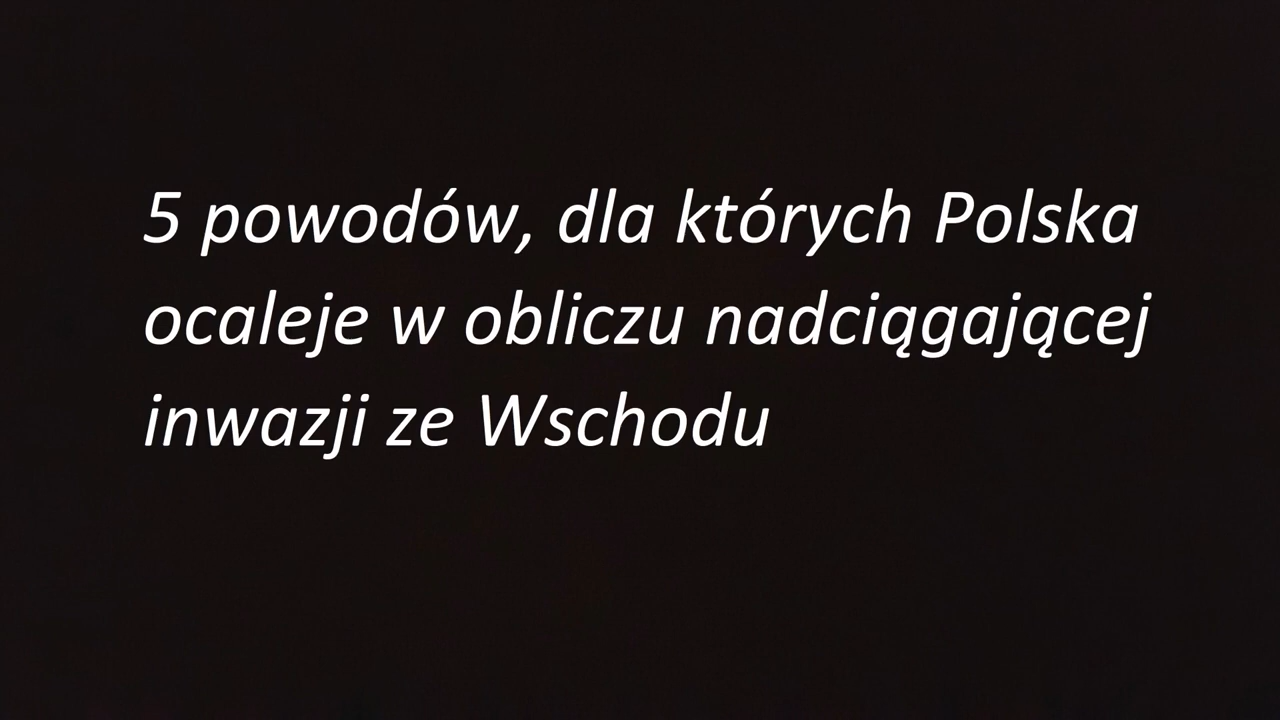 5 powodów, dla których Polska
ocaleje w obliczu nadciągającej
inwazji ze Wschodu